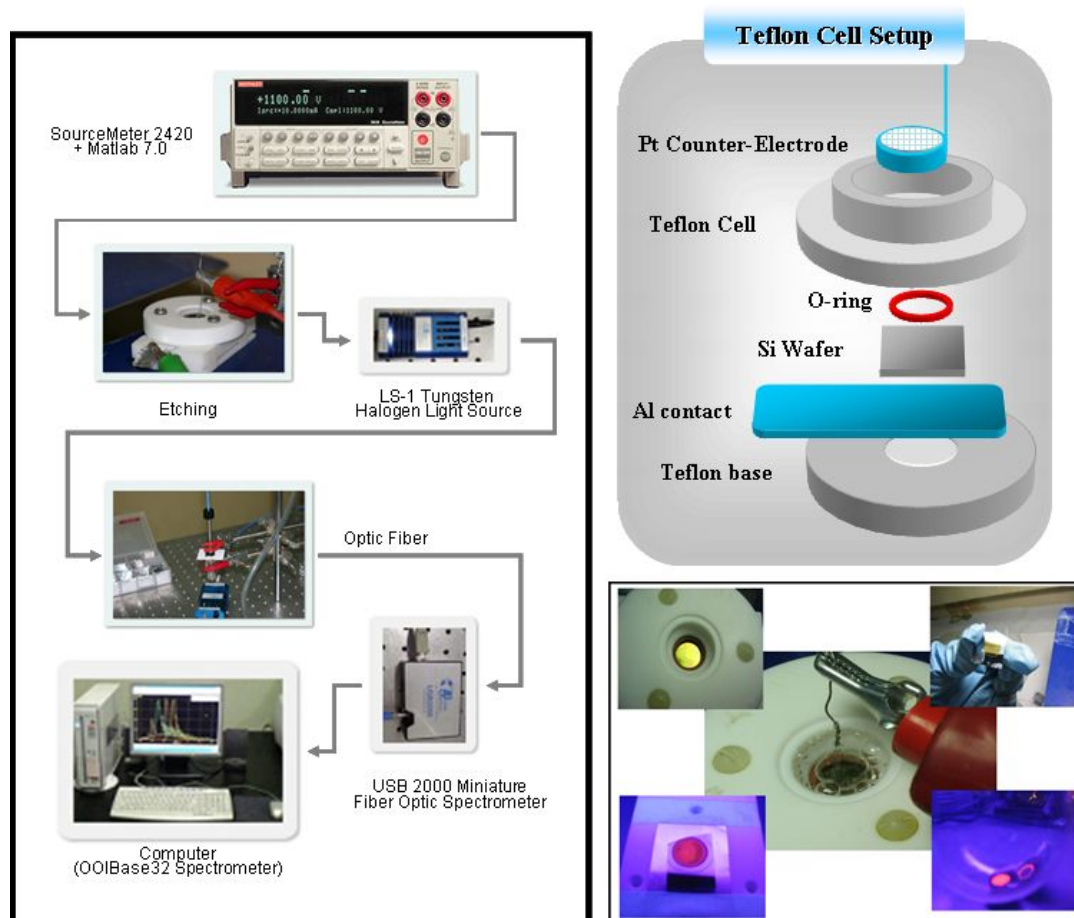 Teflon Cell Setup
SourceMeter 2420
+ Matlab 7.0
+1100.00 V
Etching
LS-1 Tungsten
Halogen Light Source
Optic Fiber
USB 2000 Miniature
Fiber Optic Spectrometer
Computer
(OOIBase32 Spectrometer)
Pt Counter-Electrode
Teflon Cell
O-ring
Si Wafer
Al contact
Teflon base